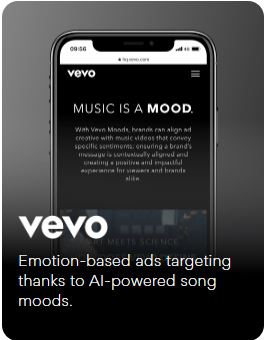 09:56
4G
hq.vevo.com
vevo
MUSIC IS A MOOD.
With Vevo Moods, brands can align ad
creative with music videos that convey
specific sentiments; ensuring a brand's
message is contextually aligned and
creating a positive and impactful
experience for viewers and brands
alike.
ART MEETS SCIENCE
vevo
Emotion-based ads targeting
thanks to AI-powered song
moods.